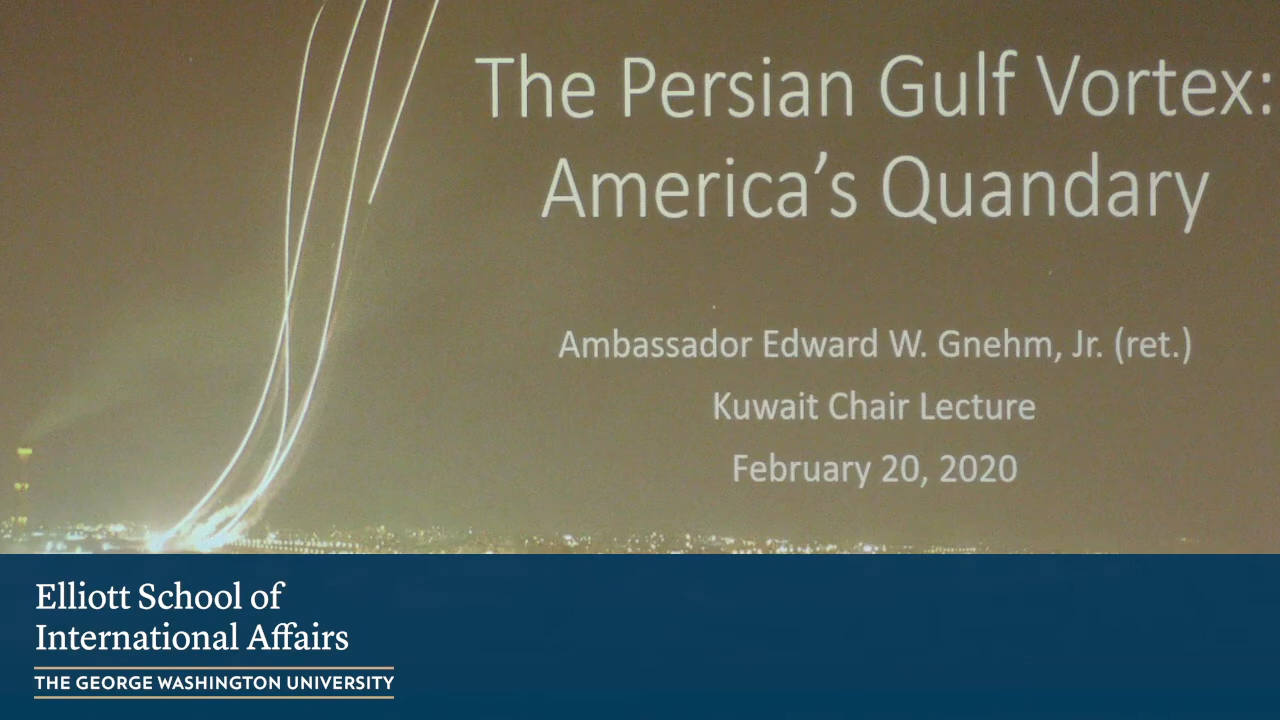 The Persian Gulf Vortex:
America's Quandary
Ambassador Edward W. Gnehm, Jr. (ret.)
Kuwait Chair Lecture
February 20, 2020
Elliott School of
International Affairs
THE GEORGE WASHINGTON UNIVERSITY